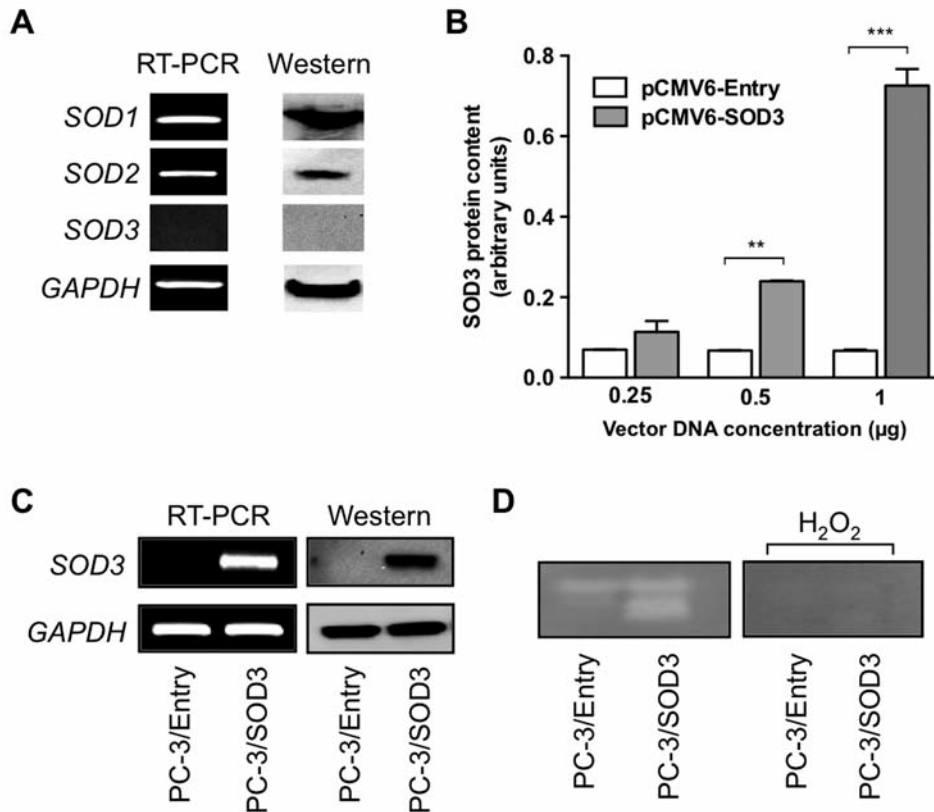 A
RT-PCR Western
SOD1
SOD2
SOD3
GAPDH
B
***
**
pCMV6-Entry
pCMV6-SOD3
SOD3 protein content
(arbitrary units)
0.8
0.6
0.4
0.2
0.0
0.25 0.5 1
Vector DNA concentration (µg)
C
RT-PCR Western
SOD3
GAPDH
PC-3/Entry
PC-3/SOD3
PC-3/Entry
PC-3/SOD3
D
H₂O₂
PC-3/Entry
PC-3/SOD3
PC-3/Entry
PC-3/SOD3